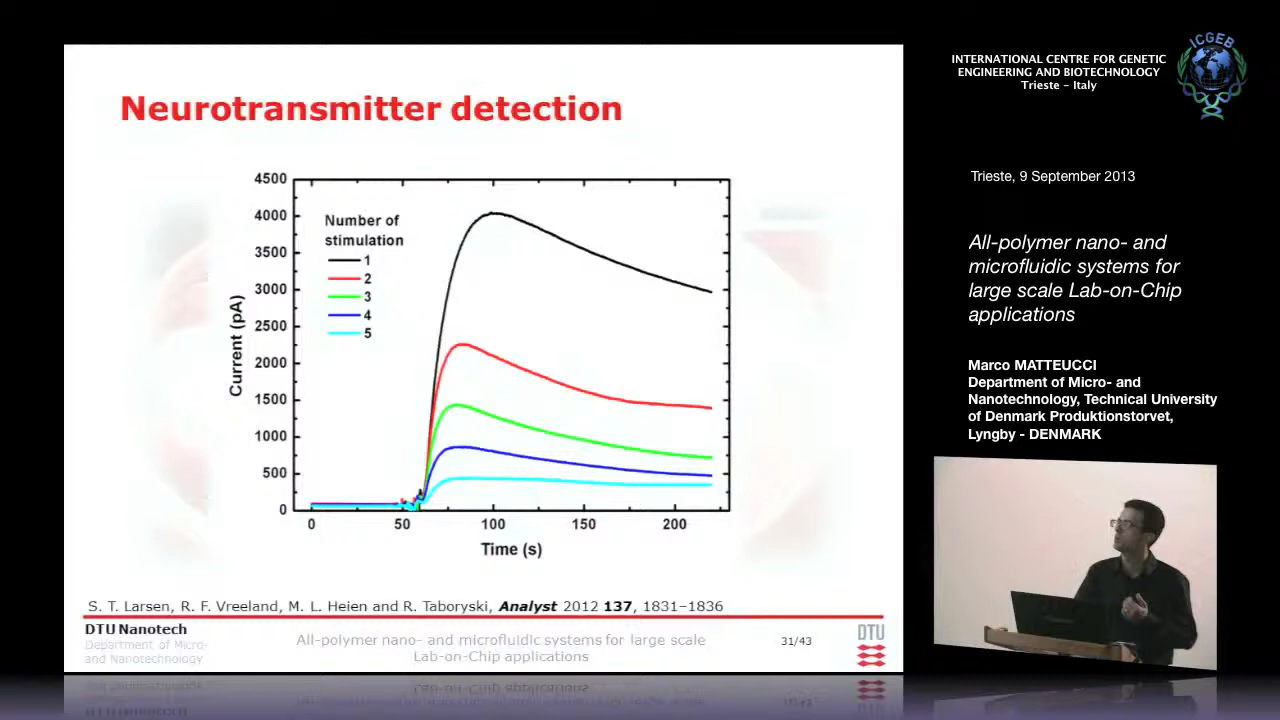 Neurotransmitter detection
4500
4000
3500
3000
2500
2000
1500
1000
500
0
Current (pA)
Number of
stimulation
1
2
3
4
5
0 50 100 150 200
Time (s)
S. T. Larsen, R. F. Vreeland, M. L. Heien and R. Taboryski, Analyst 2012 137, 1831–1836
DTU Nanotech
Department of Micro-
and Nanotechnology
All-polymer nano- and microfluidic systems for large scale
Lab-on-Chip applications
31/43
DTU
INTERNATIONAL CENTRE FOR GENETIC
ENGINEERING AND BIOTECHNOLOGY
Trieste – Italy
ICGEB
Trieste, 9 September 2013
All-polymer nano- and
microfluidic systems for
large scale Lab-on-Chip
applications
Marco MATTEUCCI
Department of Micro- and
Nanotechnology, Technical University
of Denmark Produktionstorvet,
Lyngby - DENMARK